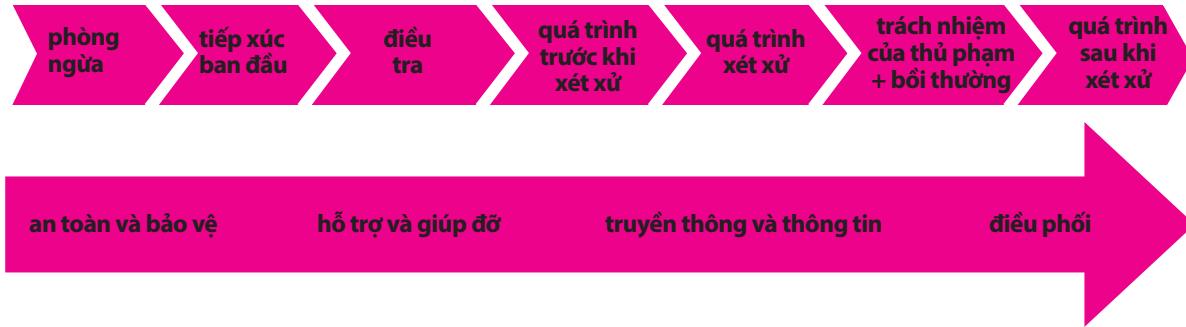 phòng
ngừa
tiếp xúc
ban đầu
điều
tra
quá trình
trước khi
xét xử
quá trình
xét xử
trách nhiệm
của thủ phạm
+ bồi thường
quá trình
sau khi
xét xử
an toàn và bảo vệ
hỗ trợ và giúp đỡ
truyền thông và thông tin
điều phối